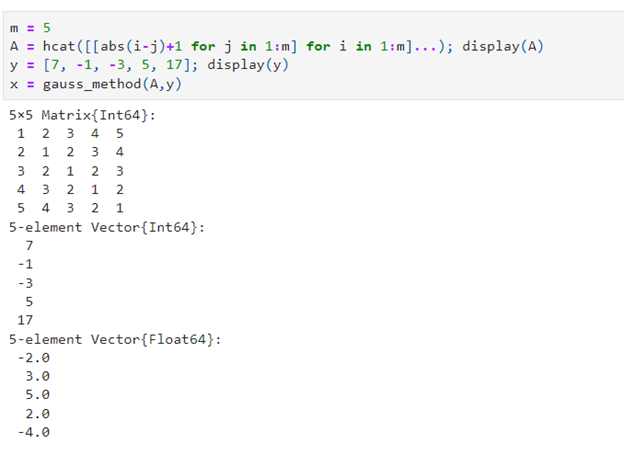 m = 5
A = hcat([[abs(i-j)+1 for j in 1:m] for i in 1:m]...); display(A)
y = [7, -1, -3, 5, 17]; display(y)
x = gauss_method(A,y)
5×5 Matrix{Int64}:
1 2 3 4 5
2 1 2 3 4
3 2 1 2 3
4 3 2 1 2
5 4 3 2 1
5-element Vector{Int64}:
7
-1
-3
5
17
5-element Vector{Float64}:
-2.0
3.0
5.0
2.0
-4.0